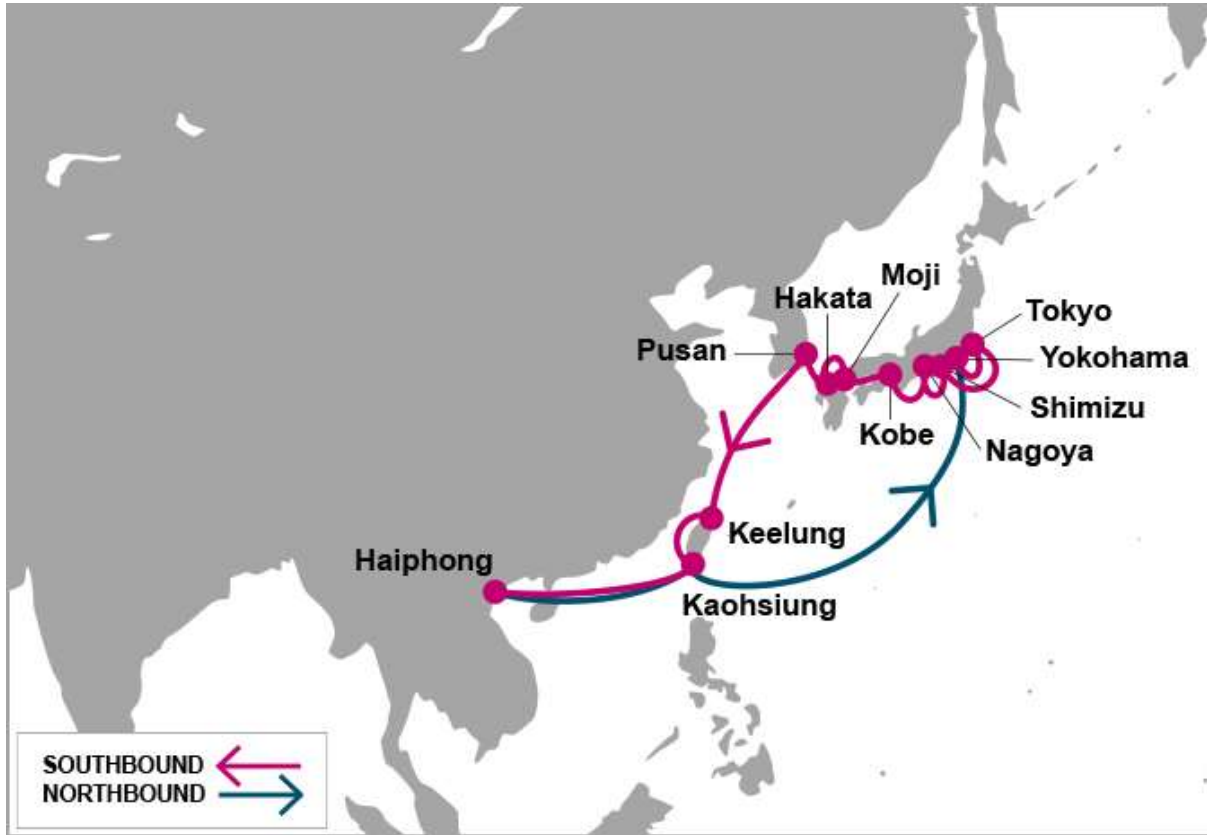 Moji
Hakata
Tokyo
Pusan
Yokohama
Shimizu
Kobe
Nagoya
Keelung
Haiphong
Kaohsiung
SOUTHBOUND
NORTHBOUND